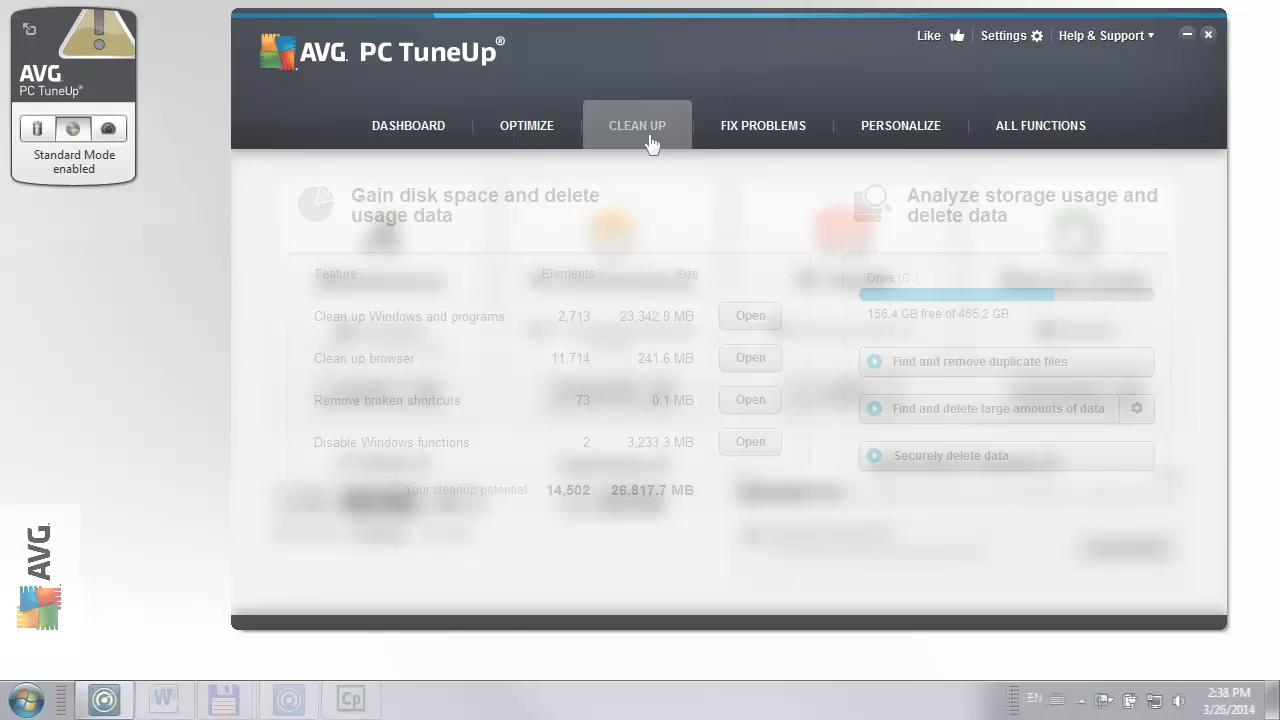 AVG
PC TuneUp®
Standard Mode
enabled
AVG
AVG PC TuneUp®
Like
Settings
Help & Support
DASHBOARD
OPTIMIZE
CLEAN UP
FIX PROBLEMS
PERSONALIZE
ALL FUNCTIONS
Gain disk space and delete
usage data
Feature Elements Size
Clean up Windows and programs 2,713 23,342.9 MB Open
Clean up browser 11,714 241.6 MB Open
Remove broken shortcuts 73 0.1 MB Open
Disable Windows functions 2 3,233.3 MB Open
Your cleanup potential 14,502 26,817.7 MB
Analyze storage usage and
delete data
Drive (C:)
156.4 GB free of 465.2 GB
Find and remove duplicate files
Find and delete large amounts of data
Securely delete data
W
Cp
EN
2:38 PM
3/26/2014